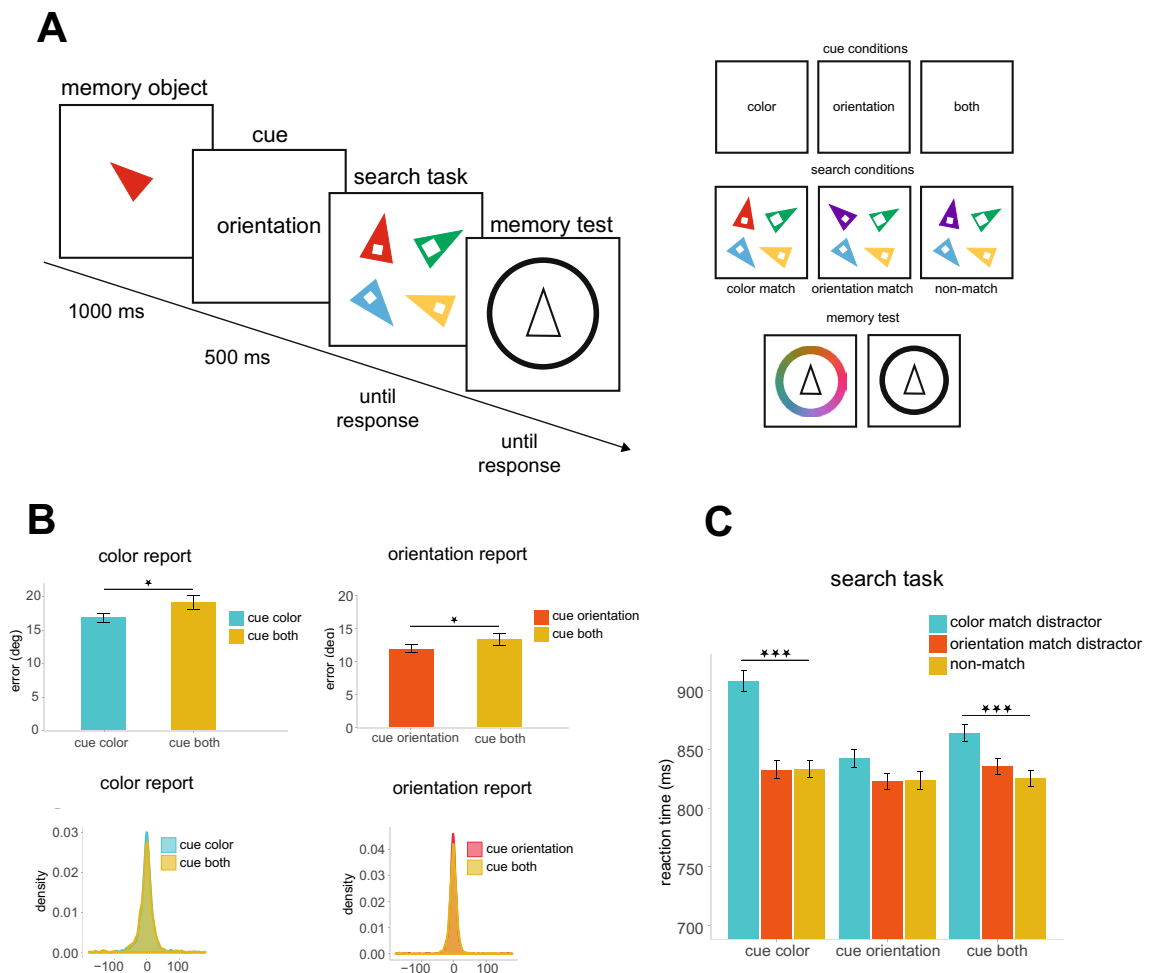 A
memory object
cue
orientation
search task
memory test
1000 ms
500 ms
until
response
until
response
cue conditions
color
orientation
both
search conditions
color match
orientation match
non-match
memory test
B
color report
error (deg)
20
15
10
5
0
★
cue color
cue both
cue color
cue both
orientation report
error (deg)
20
15
10
5
0
★
cue orientation
cue both
cue orientation
cue both
color report
density
0.03
0.02
0.01
0.00
−100
0
100
cue color
cue both
orientation report
density
0.04
0.03
0.02
0.01
0.00
−100
0
100
cue orientation
cue both
C
search task
color match distractor
orientation match distractor
non-match
★★★
★★★
reaction time (ms)
900
850
800
750
700
cue color
cue orientation
cue both